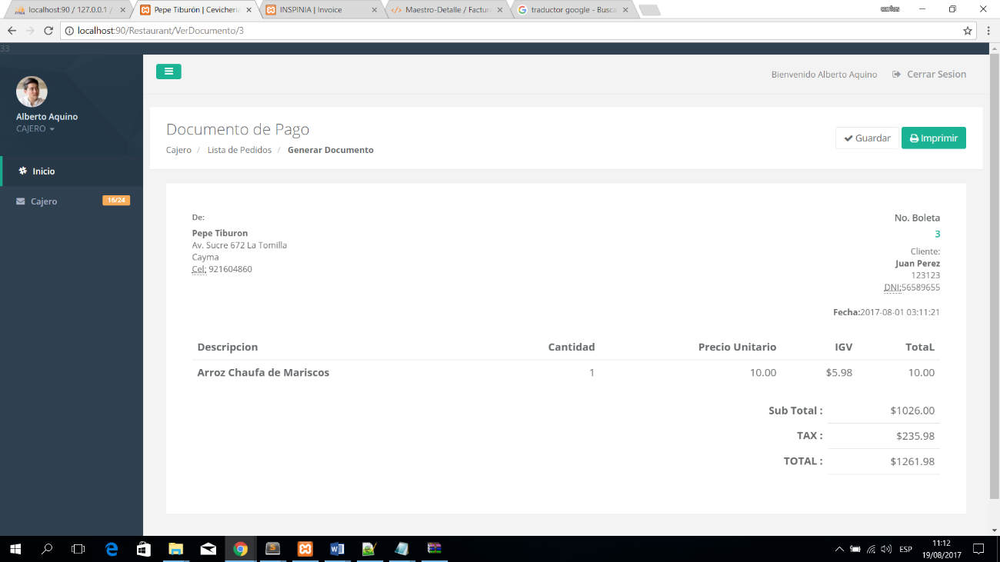 localhost:90 / 127.0.0.1 /
Pepe Tiburón | Cevicheria
INSPINIA | Invoice
Maestro-Detalle / Factura
traductor google - Busca
carlos
localhost:90/Restaurant/VerDocumento/3
33
Bienvenido Alberto Aquino
Cerrar Sesion
Alberto Aquino
CAJERO
Inicio
Cajero
16/24
Documento de Pago
Cajero / Lista de Pedidos / Generar Documento
Guardar
Imprimir
De:
Pepe Tiburon
Av. Sucre 672 La Tomilla
Cayma
Cel: 921604860
No. Boleta
3
Cliente:
Juan Perez
123123
DNI:56589655
Fecha:2017-08-01 03:11:21
Descripcion Cantidad Precio Unitario IGV TotaL
Arroz Chaufa de Mariscos 1 10.00 $5.98 10.00
Sub Total : $1026.00
TAX : $235.98
TOTAL : $1261.98
ESP
11:12
19/08/2017